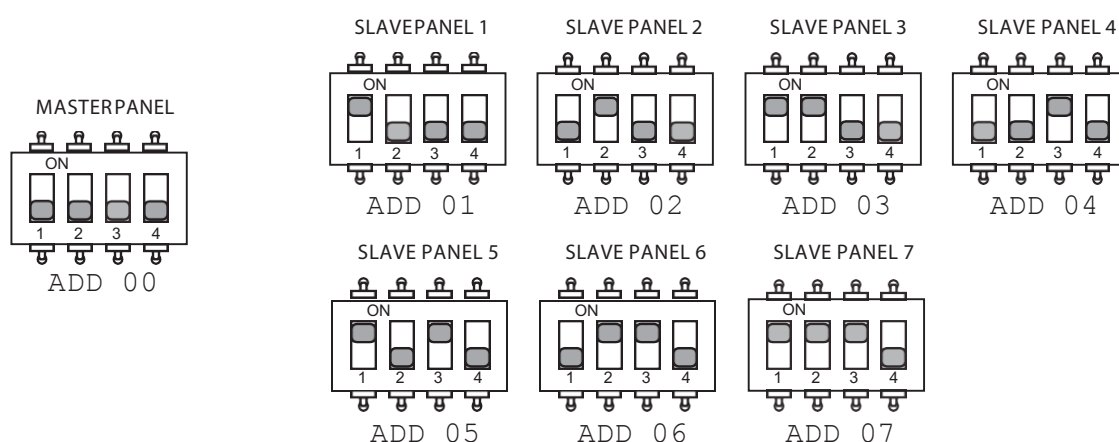 MASTERPANEL
ON
1 2 3 4
ADD 00
SLAVEPANEL 1
ON
1 2 3 4
ADD 01
SLAVE PANEL 2
ON
1 2 3 4
ADD 02
SLAVE PANEL 3
ON
1 2 3 4
ADD 03
SLAVE PANEL 4
ON
1 2 3 4
ADD 04
SLAVE PANEL 5
ON
1 2 3 4
ADD 05
SLAVE PANEL 6
ON
1 2 3 4
ADD 06
SLAVE PANEL 7
ON
1 2 3 4
ADD 07